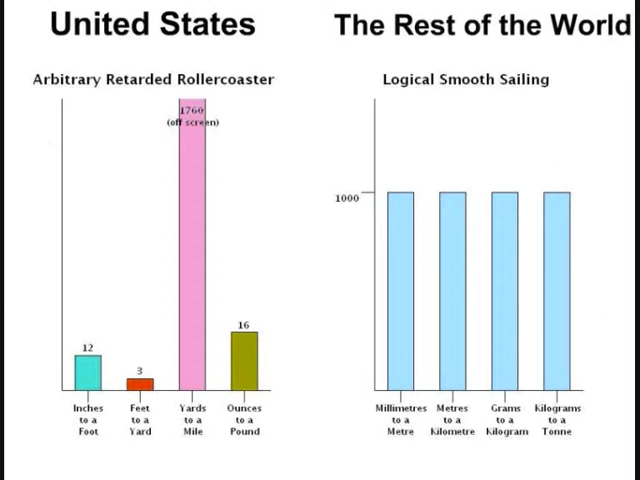 United States
Arbitrary Retarded Rollercoaster
1760
(off screen)
12
3
16
Inches
to a
Foot
Feet
to a
Yard
Yards
to a
Mile
Ounces
to a
Pound
The Rest of the World
Logical Smooth Sailing
1000
Millimetres
to a
Metre
Metres
to a
Kilometre
Grams
to a
Kilogram
Kilograms
to a
Tonne